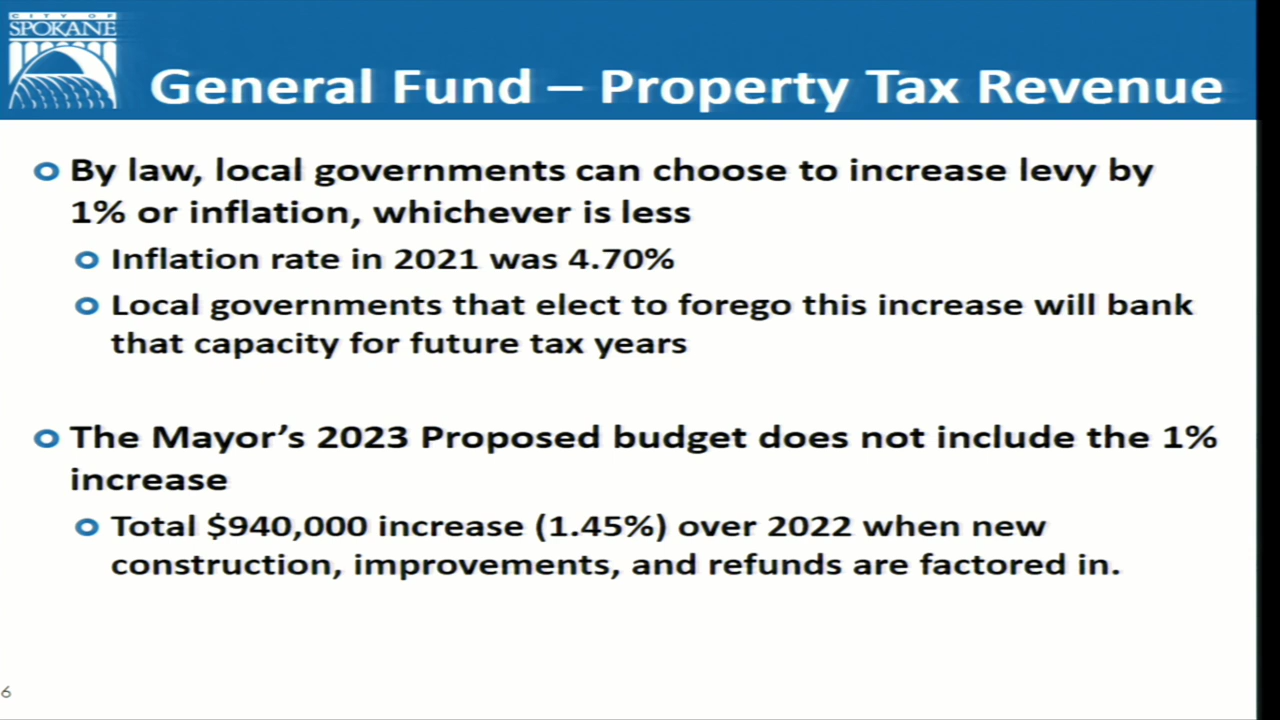 CITY OF
SPOKANE
General Fund – Property Tax Revenue
By law, local governments can choose to increase levy by
1% or inflation, whichever is less
Inflation rate in 2021 was 4.70%
Local governments that elect to forego this increase will bank
that capacity for future tax years
The Mayor’s 2023 Proposed budget does not include the 1%
increase
Total $940,000 increase (1.45%) over 2022 when new
construction, improvements, and refunds are factored in.
6